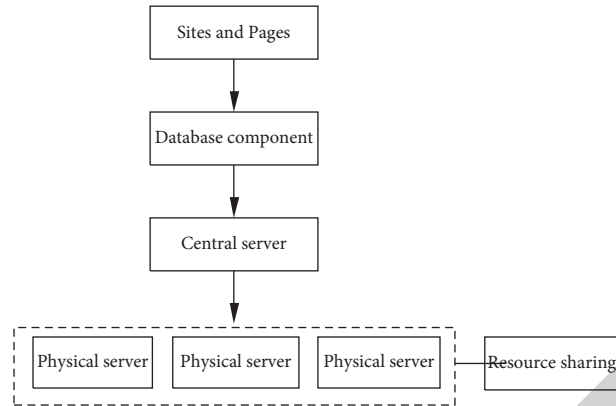 Sites and Pages
Database component
Central server
Physical server
Physical server
Physical server
Resource sharing